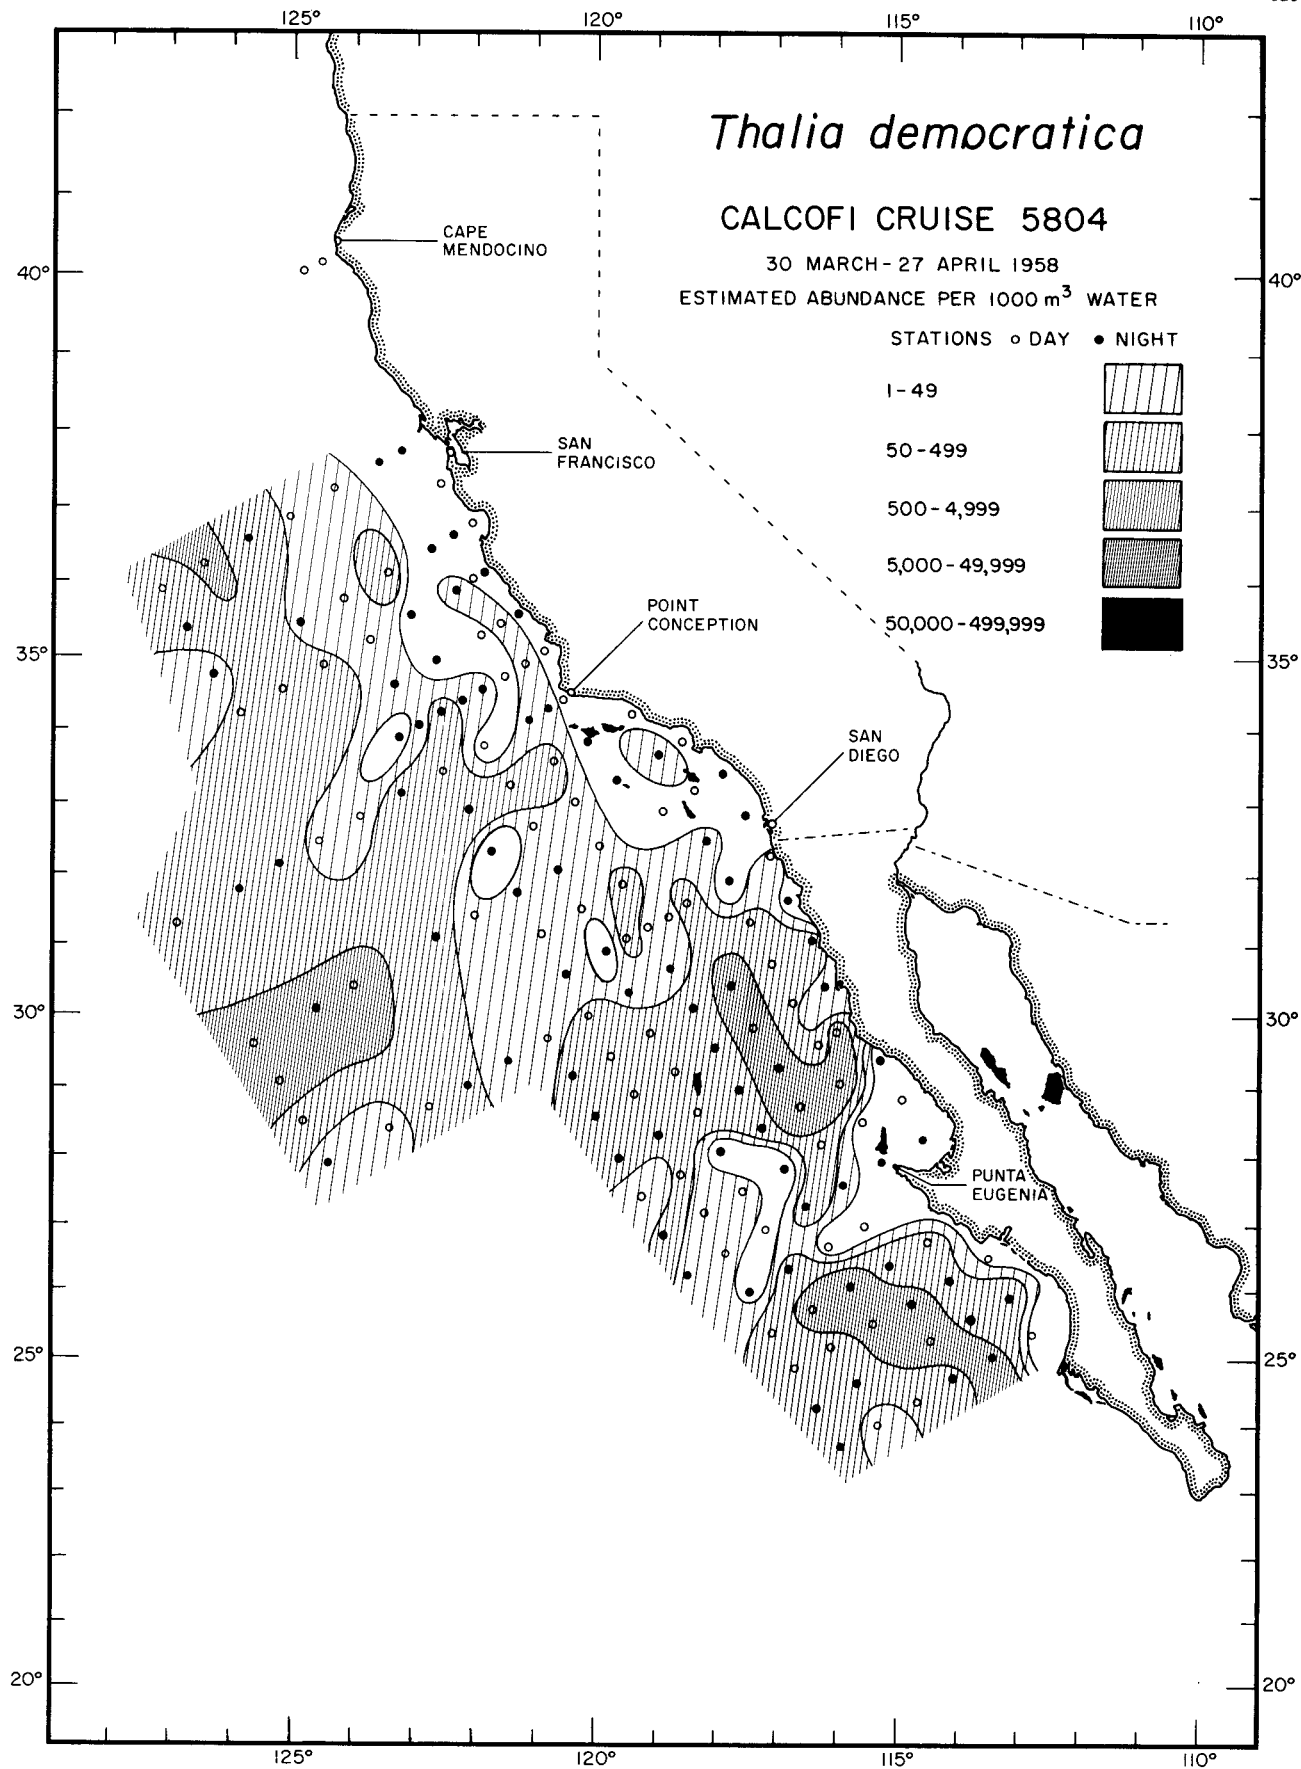 125°
120°
115°
110°
Thalia democratica
CALCOFI CRUISE 5804
30 MARCH - 27 APRIL 1958
ESTIMATED ABUNDANCE PER 1000 m³ WATER
STATIONS ○ DAY ● NIGHT
1-49
50-499
500-4,999
5,000-49,999
50,000-499,999
CAPE
MENDOCINO
40°
40°
SAN
FRANCISCO
POINT
CONCEPTION
35°
35°
SAN
DIEGO
30°
30°
PUNTA
EUGENIA
25°
25°
20°
20°
125°
120°
115°
110°